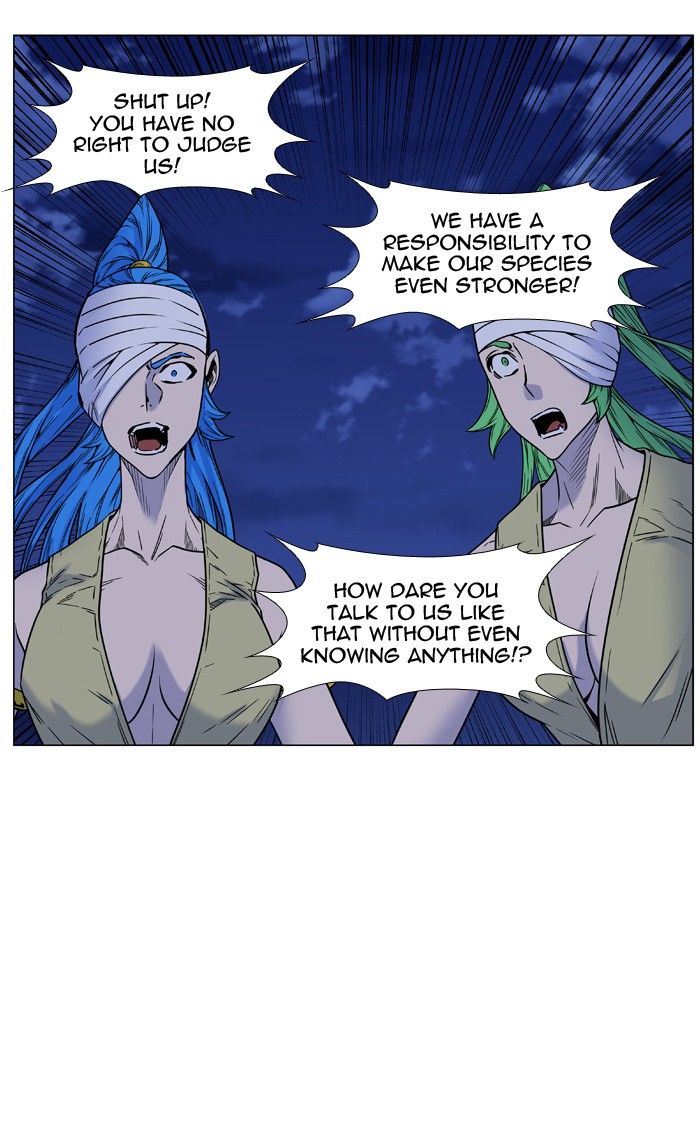 SHUT UP!
YOU HAVE NO
RIGHT TO JUDGE
US!
WE HAVE A
RESPONSIBILITY TO
MAKE OUR SPECIES
EVEN STRONGER!
HOW DARE YOU
TALK TO US LIKE
THAT WITHOUT EVEN
KNOWING ANYTHING!?